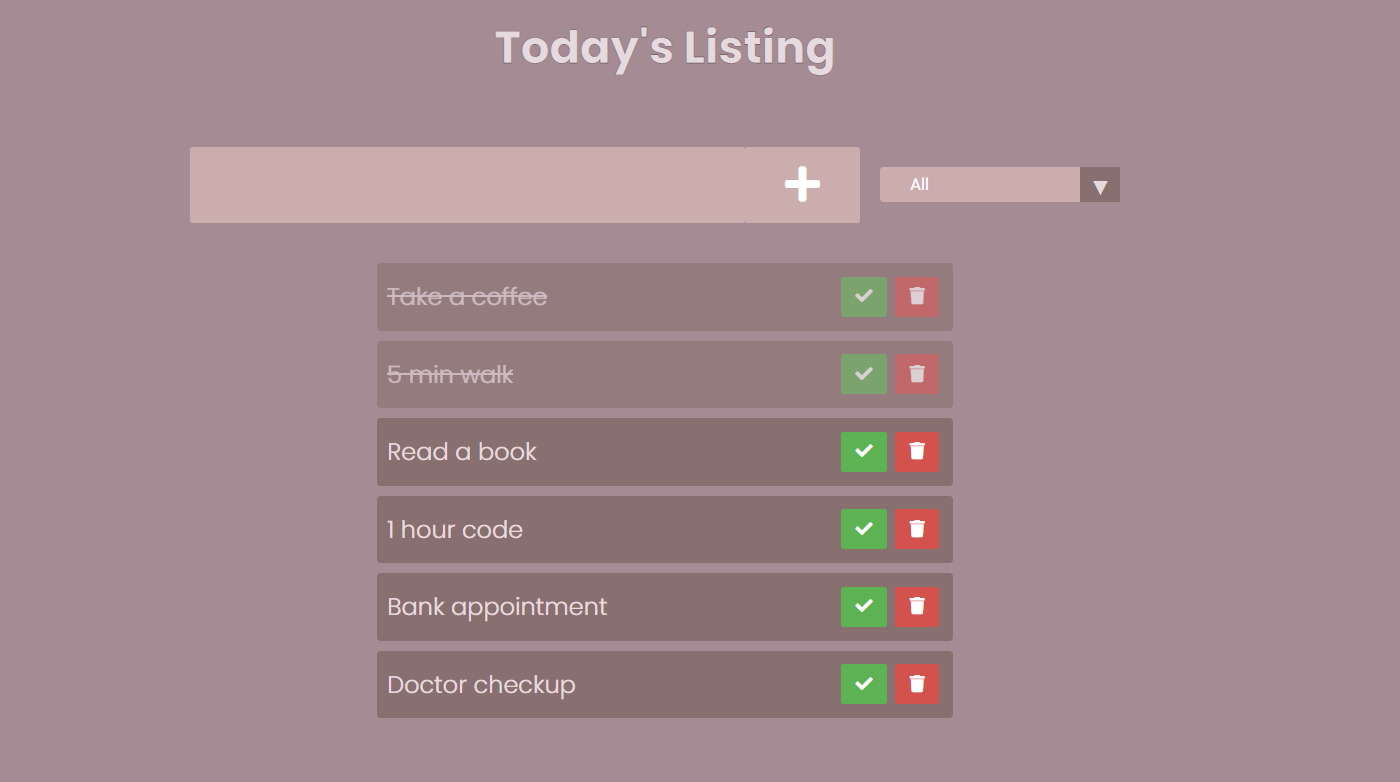 Today's Listing
All
Take a coffee
5 min walk
Read a book
1 hour code
Bank appointment
Doctor checkup